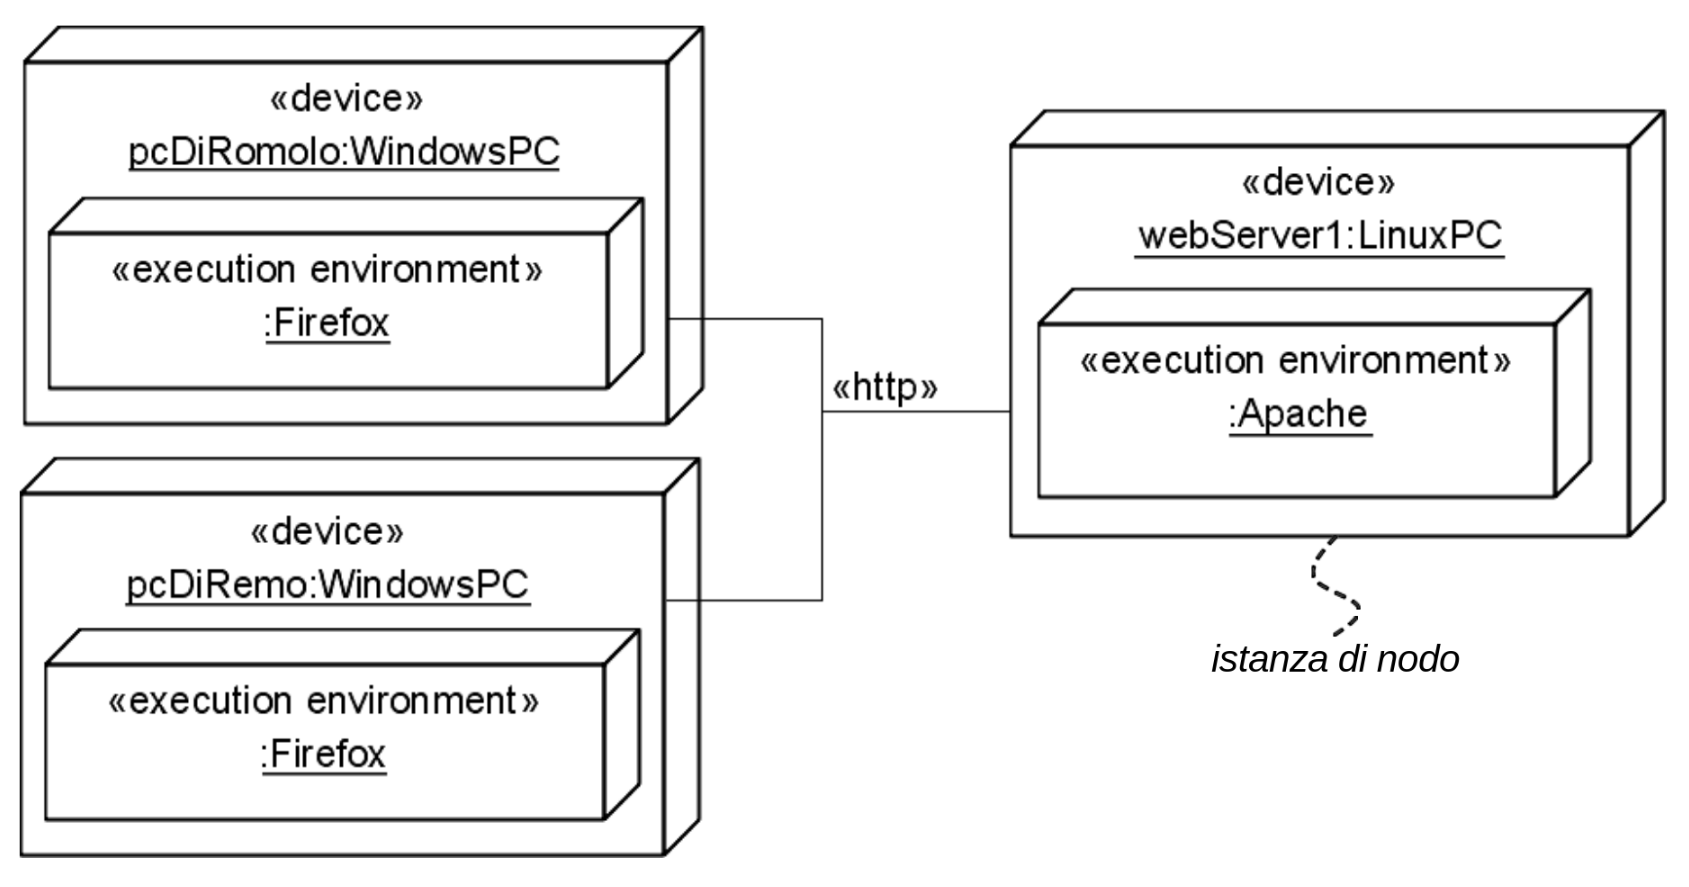 «device»
pcDiRomolo:WindowsPC
«execution environment»
:Firefox
«device»
pcDiRemo:WindowsPC
«execution environment»
:Firefox
«http»
«device»
webServer1:LinuxPC
«execution environment»
:Apache
istanza di nodo